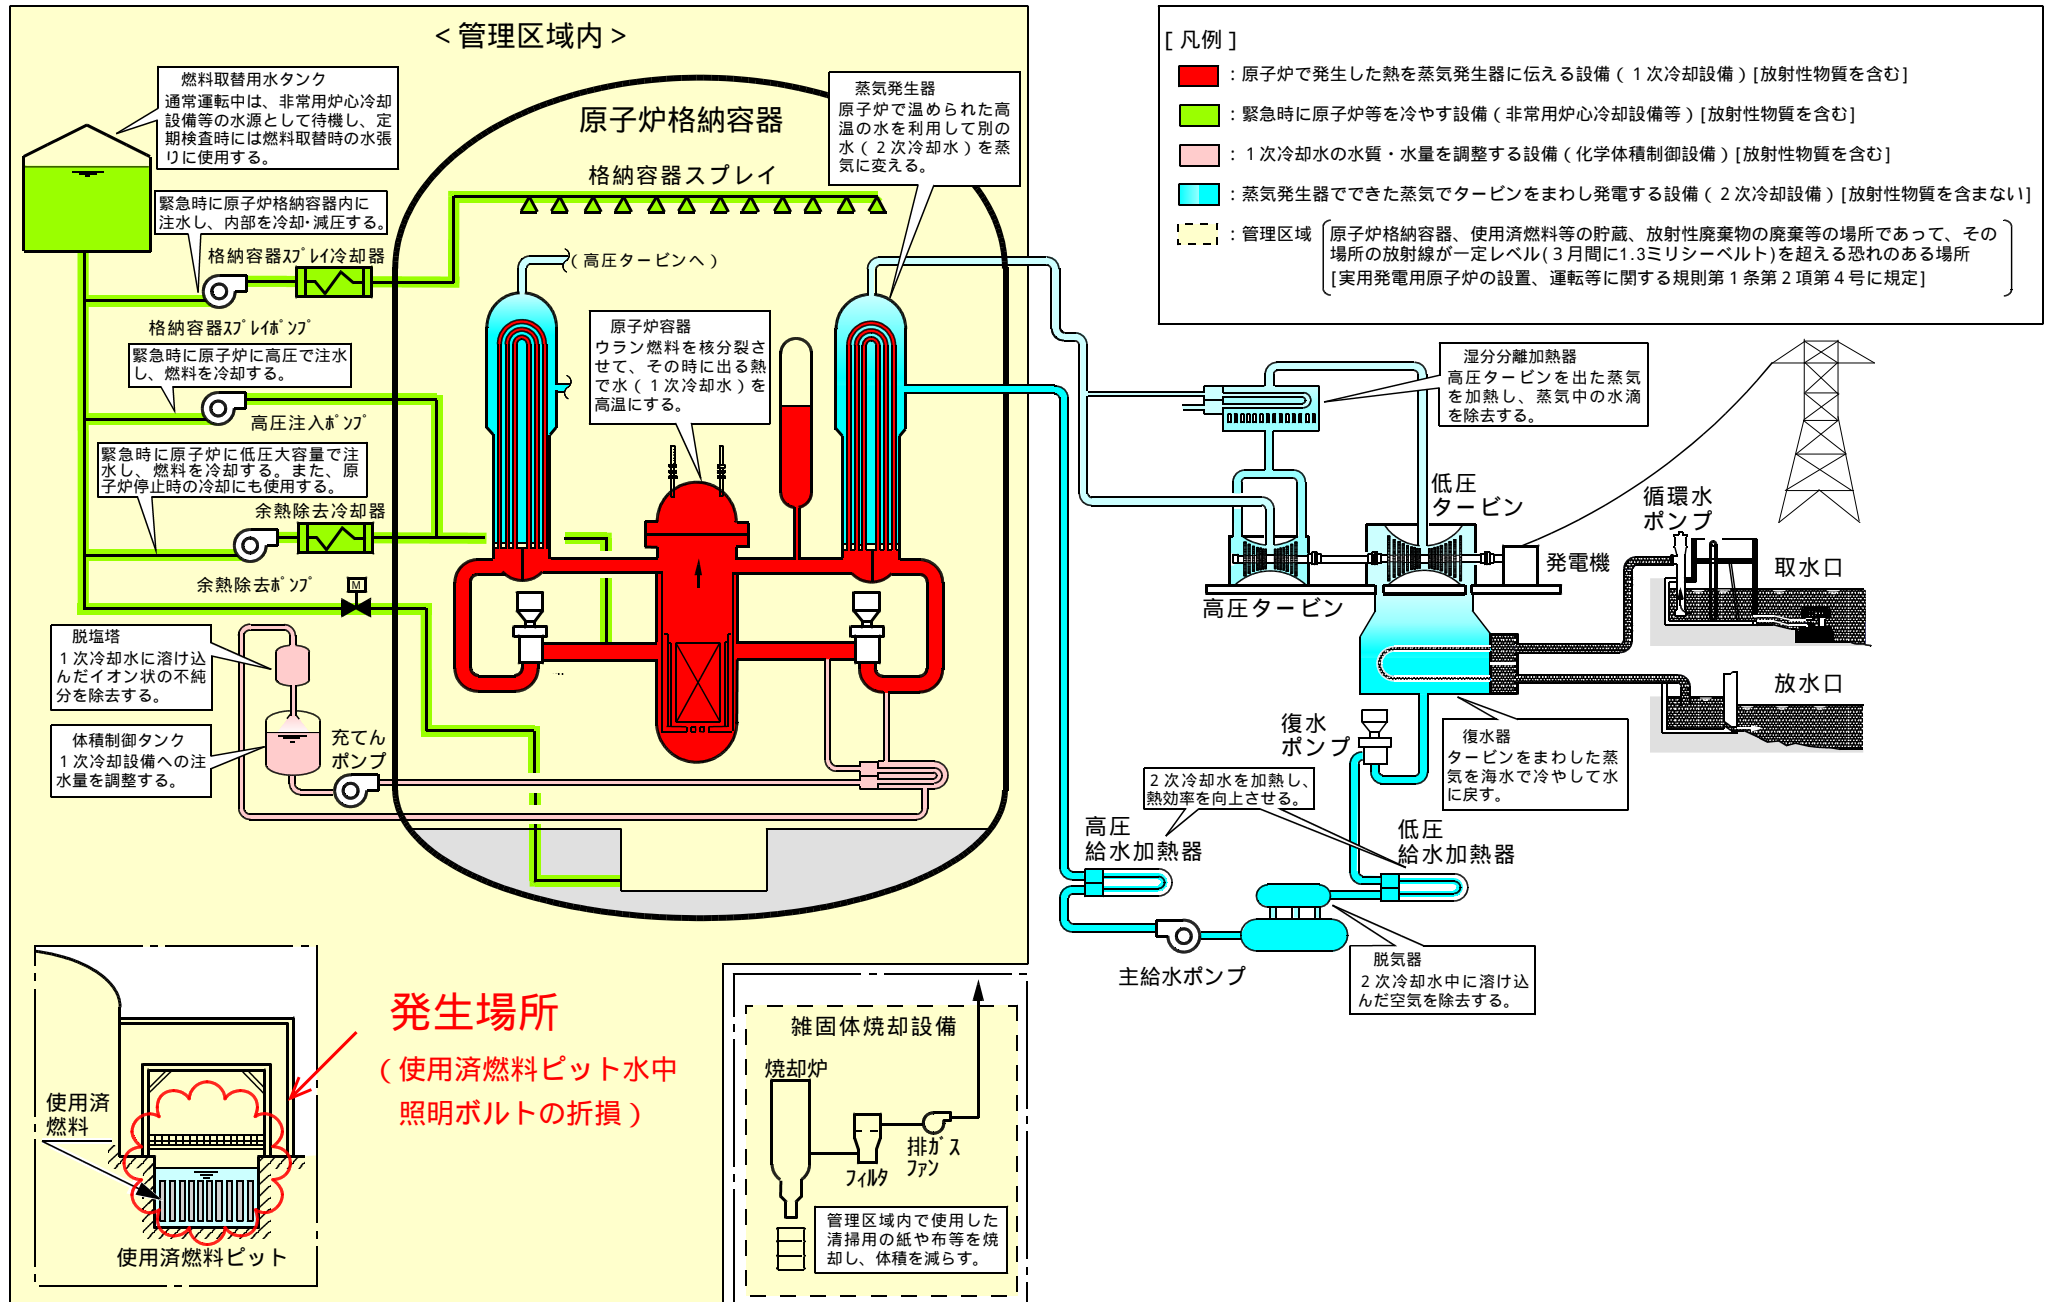 <管理区域内>
燃料取替用水タンク
通常運転中は、非常用炉心冷却
設備等の水源として待機し、定
期検査時には燃料取替時の水張
りに使用する。
緊急時に原子炉格納容器内に
注水し、内部を冷却・減圧する。
格納容器ｽﾌﾟﾚｲ冷却器
格納容器ｽﾌﾟﾚｲﾎﾟﾝﾌﾟ
緊急時に原子炉に高圧で注水
し、燃料を冷却する。
高圧注入ﾎﾟﾝﾌﾟ
緊急時に原子炉に低圧大容量で注
水し、燃料を冷却する。また、原
子炉停止時の冷却にも使用する。
余熱除去冷却器
余熱除去ﾎﾟﾝﾌﾟ
M
脱塩塔
１次冷却水に溶け込
んだイオン状の不純
分を除去する。
体積制御タンク
１次冷却設備への注
水量を調整する。
充てん
ポンプ
原子炉格納容器
格納容器スプレイ
(高圧タービンへ)
蒸気発生器
原子炉で温められた高
温の水を利用して別の
水(２次冷却水)を蒸
気に変える。
原子炉容器
ウラン燃料を核分裂さ
せて、その時に出る熱
で水(１次冷却水)を
高温にする。
[凡例]
：原子炉で発生した熱を蒸気発生器に伝える設備(１次冷却設備)[放射性物質を含む]
：緊急時に原子炉等を冷やす設備(非常用炉心冷却設備等)[放射性物質を含む]
：１次冷却水の水質・水量を調整する設備(化学体積制御設備)[放射性物質を含む]
：蒸気発生器でできた蒸気でタービンをまわし発電する設備(２次冷却設備)[放射性物質を含まない]
：管理区域
原子炉格納容器、使用済燃料等の貯蔵、放射性廃棄物の廃棄等の場所であって、その
場所の放射線が一定レベル(３月間に1.3ミリシーベルト)を超える恐れのある場所
[実用発電用原子炉の設置、運転等に関する規則第１条第２項第４号に規定]
湿分分離加熱器
高圧タービンを出た蒸気
を加熱し、蒸気中の水滴
を除去する。
低圧
タービン
高圧タービン
発電機
循環水
ポンプ
取水口
放水口
復水
ポンプ
復水器
タービンをまわした蒸
気を海水で冷やして水
に戻す。
２次冷却水を加熱し、
熱効率を向上させる。
高圧
給水加熱器
低圧
給水加熱器
主給水ポンプ
脱気器
２次冷却水中に溶け込
んだ空気を除去する。
発生場所
(使用済燃料ピット水中
照明ボルトの折損)
使用済
燃料
使用済燃料ピット
雑固体焼却設備
焼却炉
フィルタ
排ｶﾞｽ
ファン
管理区域内で使用した
清掃用の紙や布等を焼
却し、体積を減らす。